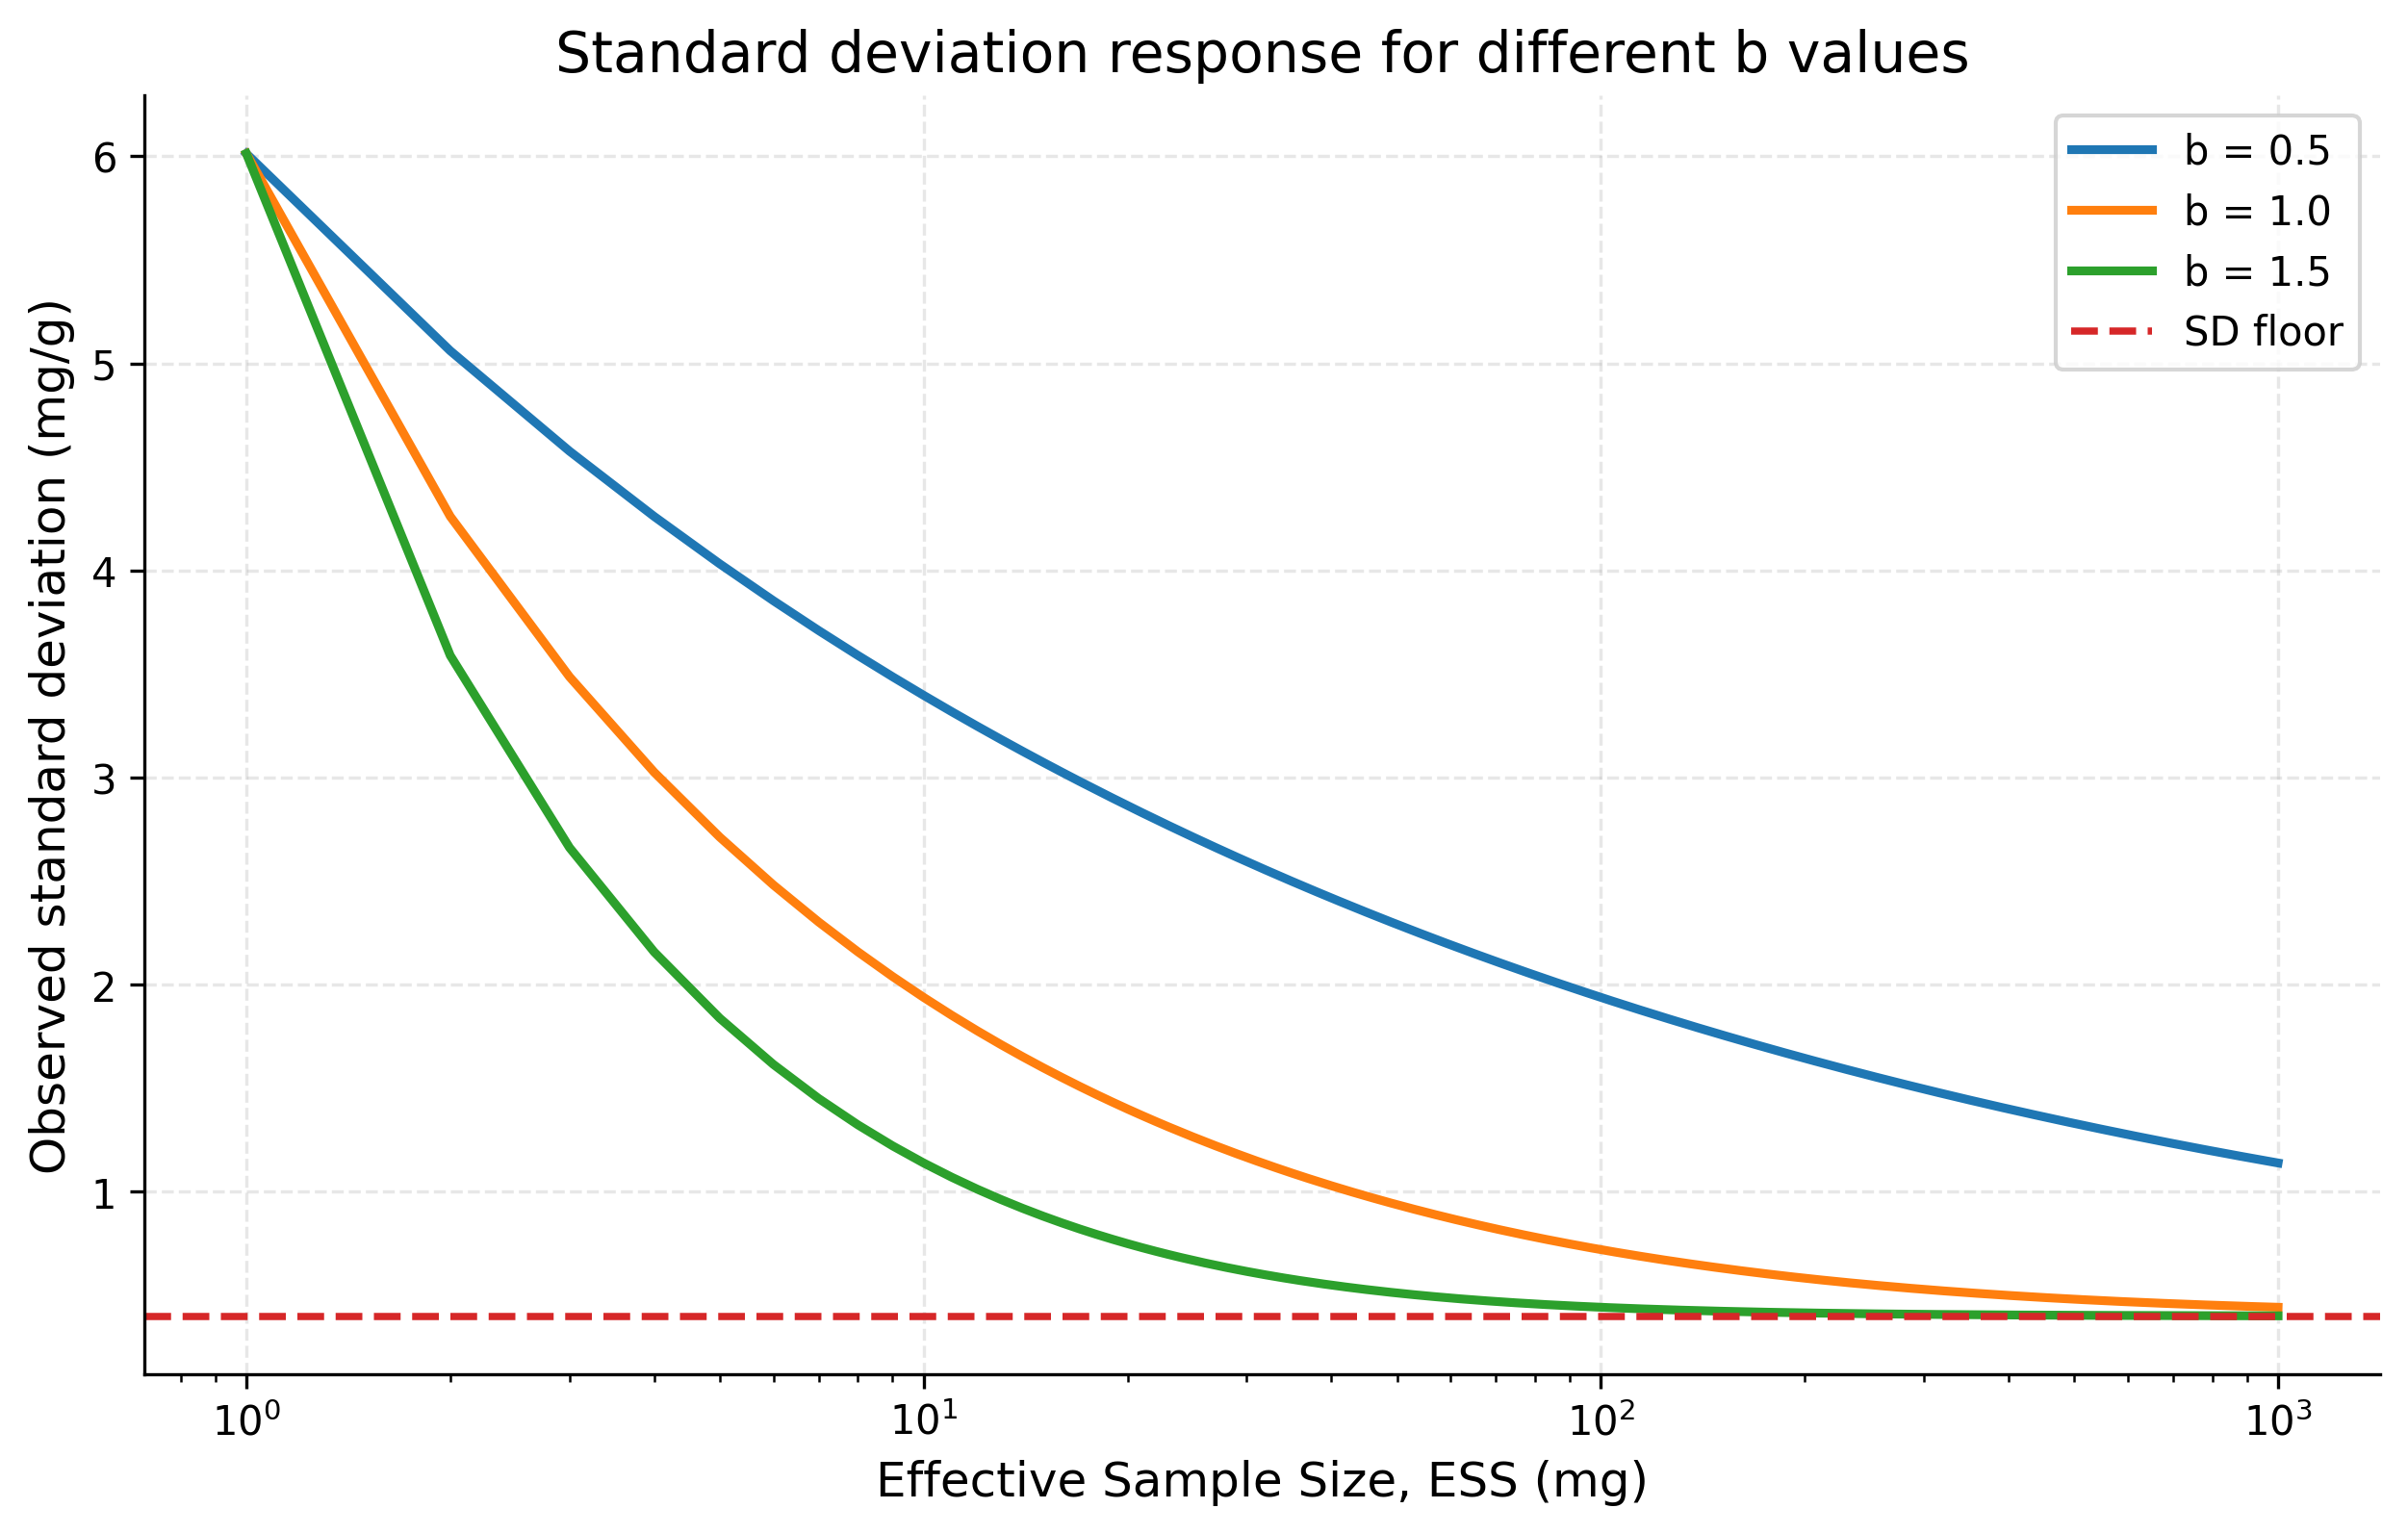 Standard deviation response for different b values
Observed standard deviation (mg/g)
6
5
4
3
2
1
b = 0.5
b = 1.0
b = 1.5
SD floor
10⁰ 10¹ 10² 10³
Effective Sample Size, ESS (mg)